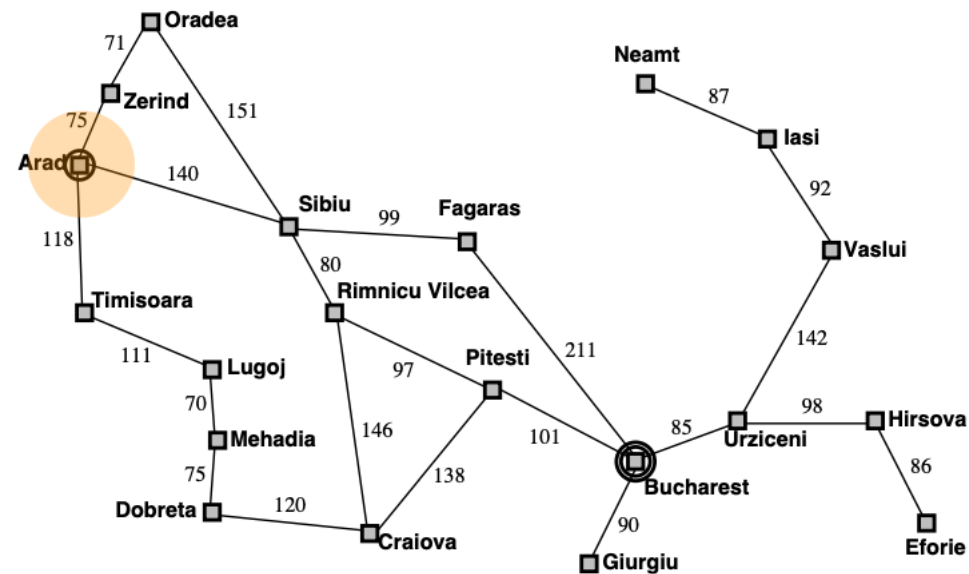 Oradea
71
Neamt
Zerind
87
151
75
Iasi
Arad
140
92
Sibiu
99
Fagaras
118
80
Vaslui
Timisoara
Rimnicu Vilcea
142
111
211
Pitesti
Lugoj
97
70
98
Hirsova
146
101
85
Urziceni
Mehadia
75
138
86
Bucharest
Dobreta
120
90
Craiova
Eforie
Giurgiu